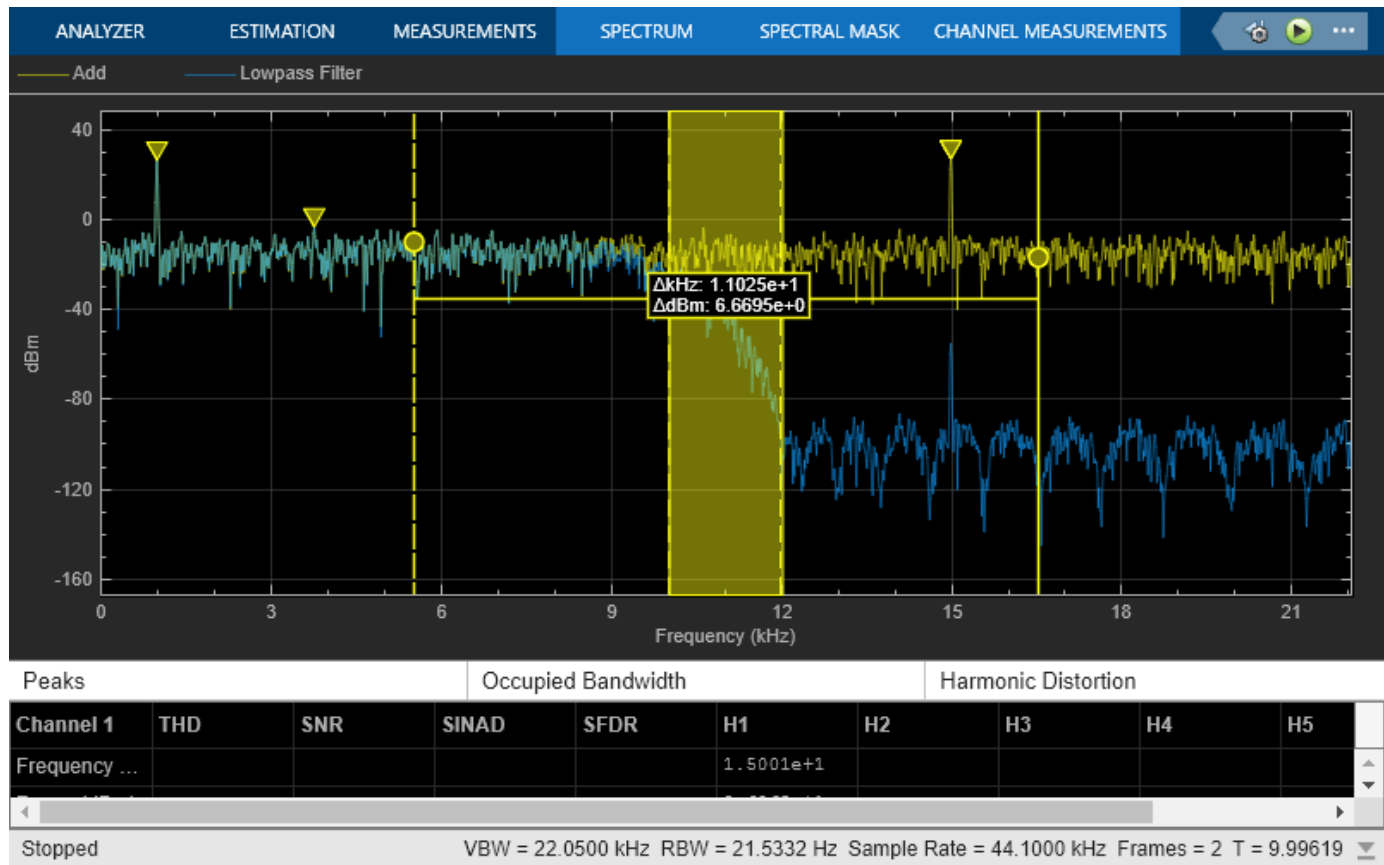 ANALYZER ESTIMATION MEASUREMENTS SPECTRUM SPECTRAL MASK CHANNEL MEASUREMENTS ...
Add Lowpass Filter
40
0
-40
-80
-120
-160
dBm
ΔkHz: 1.1025e+1
ΔdBm: 6.6695e+0
0 3 6 9 12 15 18 21
Frequency (kHz)
Peaks Occupied Bandwidth Harmonic Distortion
Channel 1 THD SNR SINAD SFDR H1 H2 H3 H4 H5
Frequency ... 1.5001e+1
Stopped VBW = 22.0500 kHz RBW = 21.5332 Hz Sample Rate = 44.1000 kHz Frames = 2 T = 9.99619